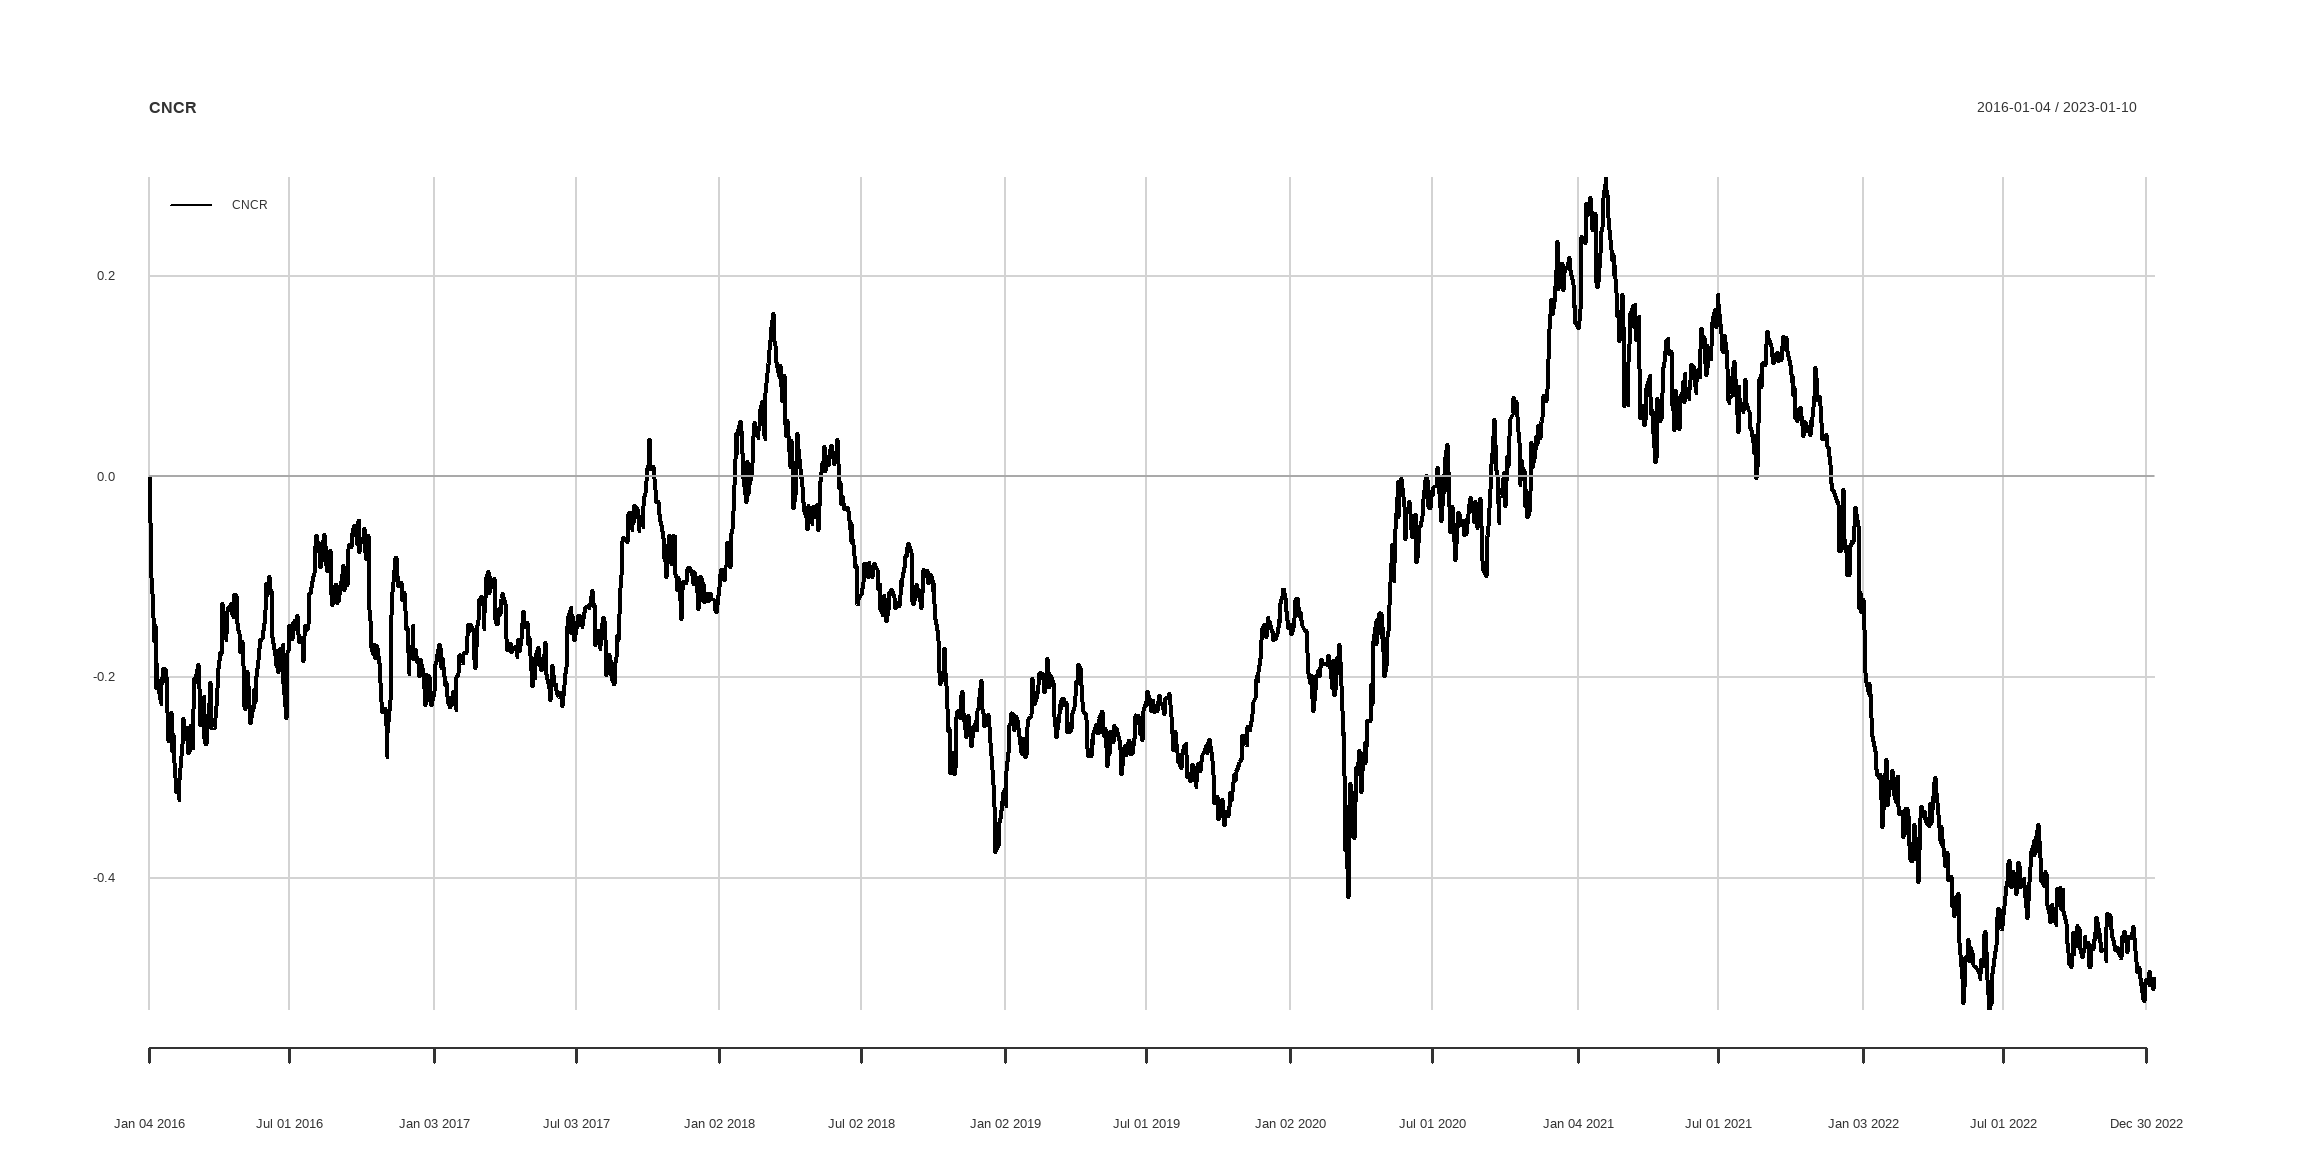 CNCR
2016-01-04 / 2023-01-10
CNCR
0.2
0.0
-0.2
-0.4
Jan 04 2016
Jul 01 2016
Jan 03 2017
Jul 03 2017
Jan 02 2018
Jul 02 2018
Jan 02 2019
Jul 01 2019
Jan 02 2020
Jul 01 2020
Jan 04 2021
Jul 01 2021
Jan 03 2022
Jul 01 2022
Dec 30 2022